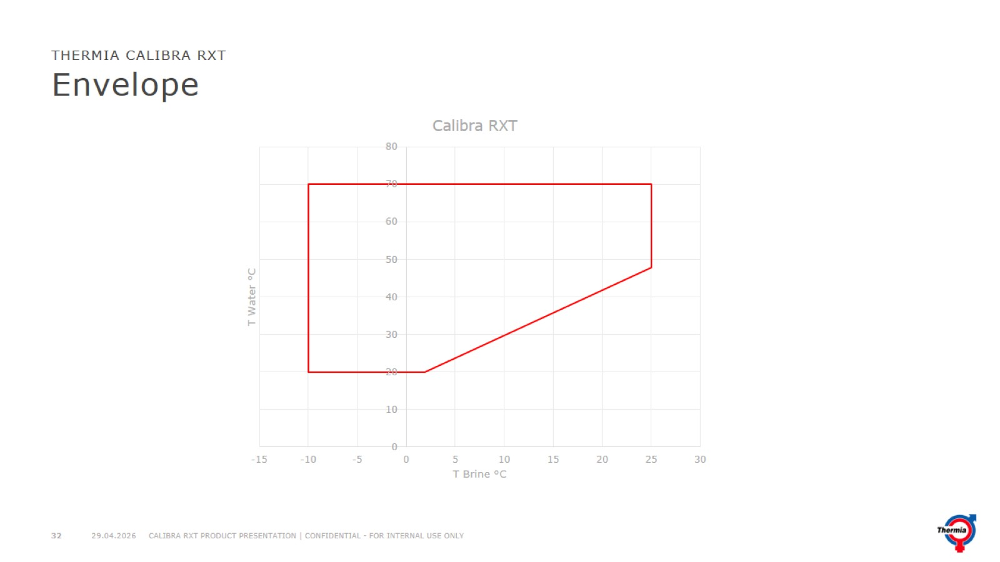 THERMIA CALIBRA RXT
Envelope
Calibra RXT
80
70
60
50
40
30
20
10
0
T Water °C
-15 -10 -5 0 5 10 15 20 25 30
T Brine °C
32 29.04.2026 CALIBRA RXT PRODUCT PRESENTATION | CONFIDENTIAL - FOR INTERNAL USE ONLY
Thermia